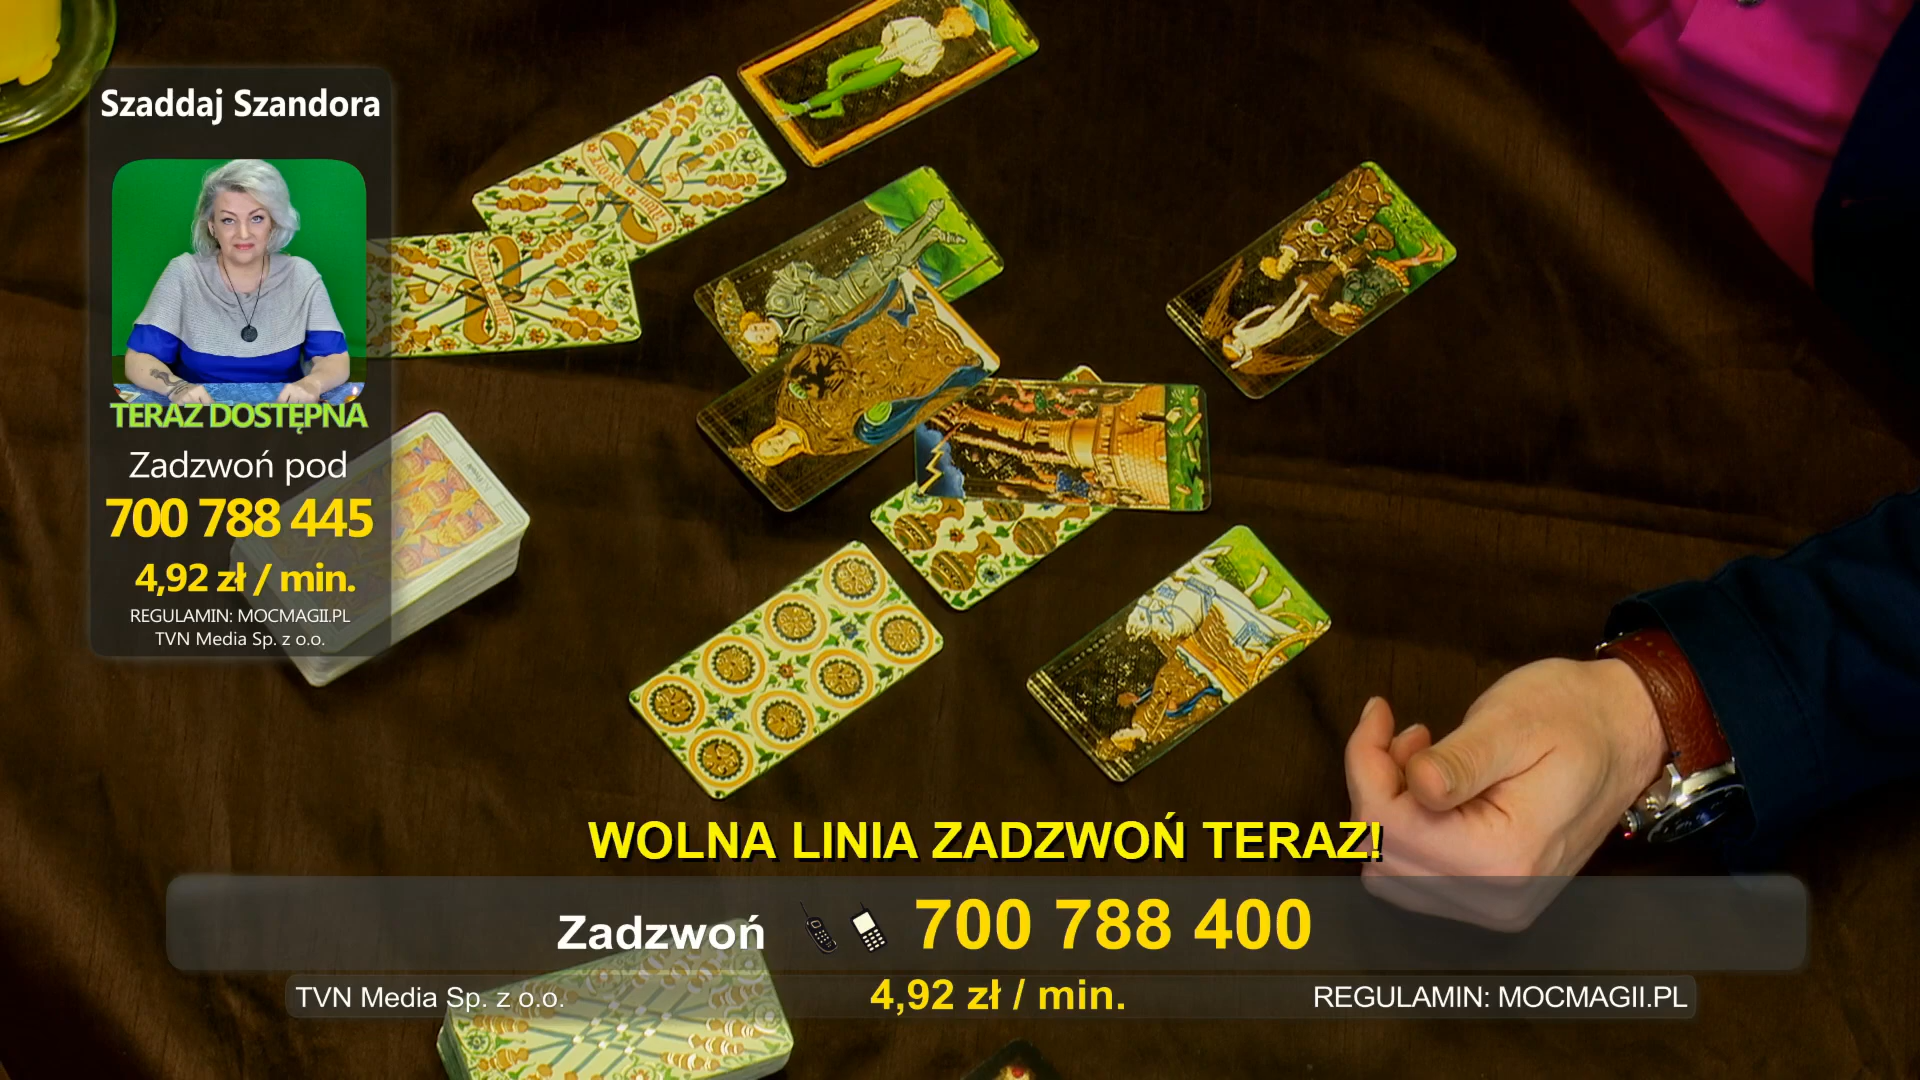 Szaddaj Szandora
TERAZ DOSTĘPNA
Zadzwoń pod
700 788 445
4,92 zł / min.
REGULAMIN: MOCMAGII.PL
TVN Media Sp. z o.o.
WOLNA LINIA ZADZWOŃ TERAZ!
Zadzwoń 700 788 400
TVN Media Sp. z o.o. 4,92 zł / min. REGULAMIN: MOCMAGII.PL